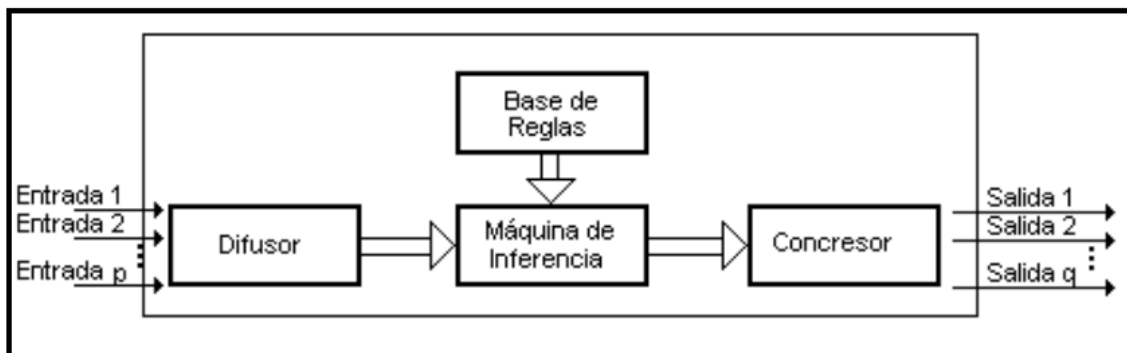 Base de
Reglas
Entrada 1
Entrada 2
Entrada p
Difusor
Máquina de
Inferencia
Concresor
Salida 1
Salida 2
Salida q